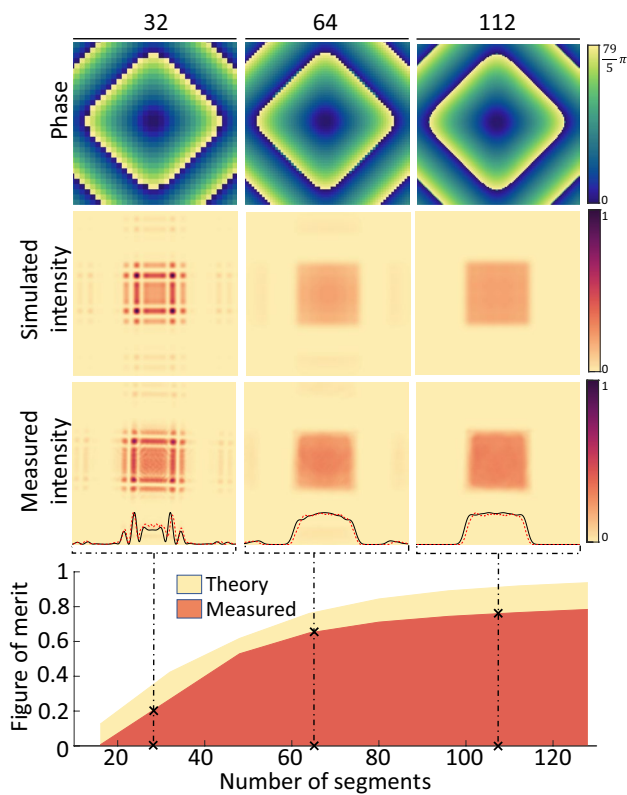 32 64 112
Phase
79
5 π
0
Simulated
intensity
1
0
Measured
intensity
1
0
Figure of merit
1
0.8
0.6
0.4
0.2
0
Theory
Measured
20 40 60 80 100 120
Number of segments